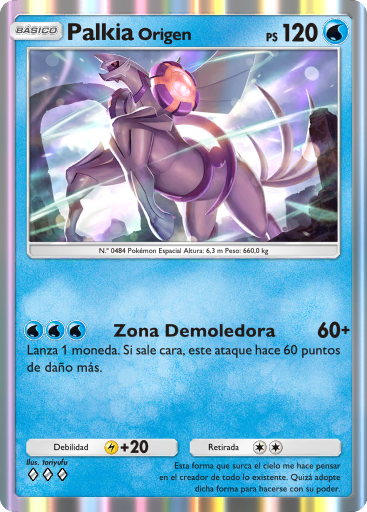 BÁSICO Palkia Origen PS 120
N.º 0484 Pokémon Espacial Altura: 6,3 m Peso: 660,0 kg
Zona Demoledora 60+
Lanza 1 moneda. Si sale cara, este ataque hace 60 puntos
de daño más.
Debilidad +20 Retirada
Ilus. toriyufu
Esta forma que surca el cielo me hace pensar
en el creador de todo lo existente. Quizá adopte
dicha forma para hacerse con su poder.